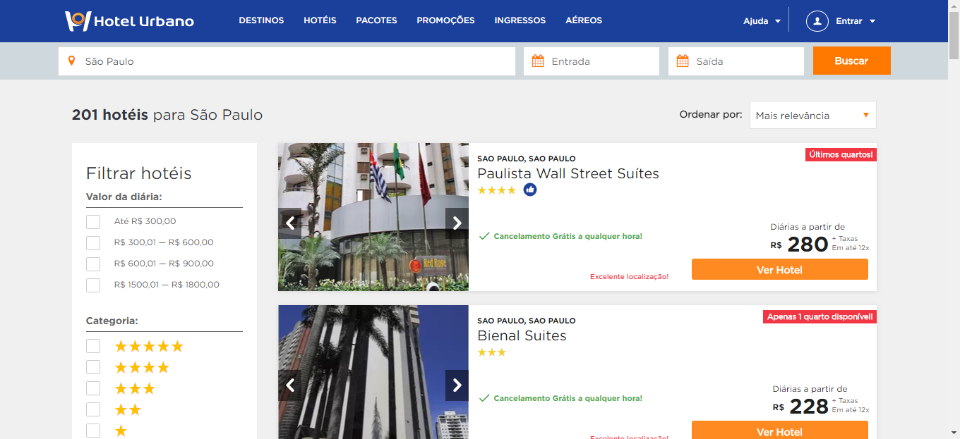 Hotel Urbano
DESTINOS HOTÉIS PACOTES PROMOÇÕES INGRESSOS AÉREOS
Ajuda Entrar
São Paulo Entrada Saída Buscar
201 hotéis para São Paulo
Ordenar por: Mais relevância
Filtrar hotéis
Valor da diária:
Até R$ 300,00
R$ 300,01 — R$ 600,00
R$ 600,01 — R$ 900,00
R$ 1500,01 — R$ 1800,00
Categoria:
Últimos quartos!
SAO PAULO, SAO PAULO
Paulista Wall Street Suítes
Cancelamento Grátis a qualquer hora!
Diárias a partir de
R$ 280 + Taxas
Em até 12x
Excelente localização!
Ver Hotel
Apenas 1 quarto disponível!
SAO PAULO, SAO PAULO
Bienal Suites
Cancelamento Grátis a qualquer hora!
Diárias a partir de
R$ 228 + Taxas
Em até 12x
Excelente localização!
Ver Hotel